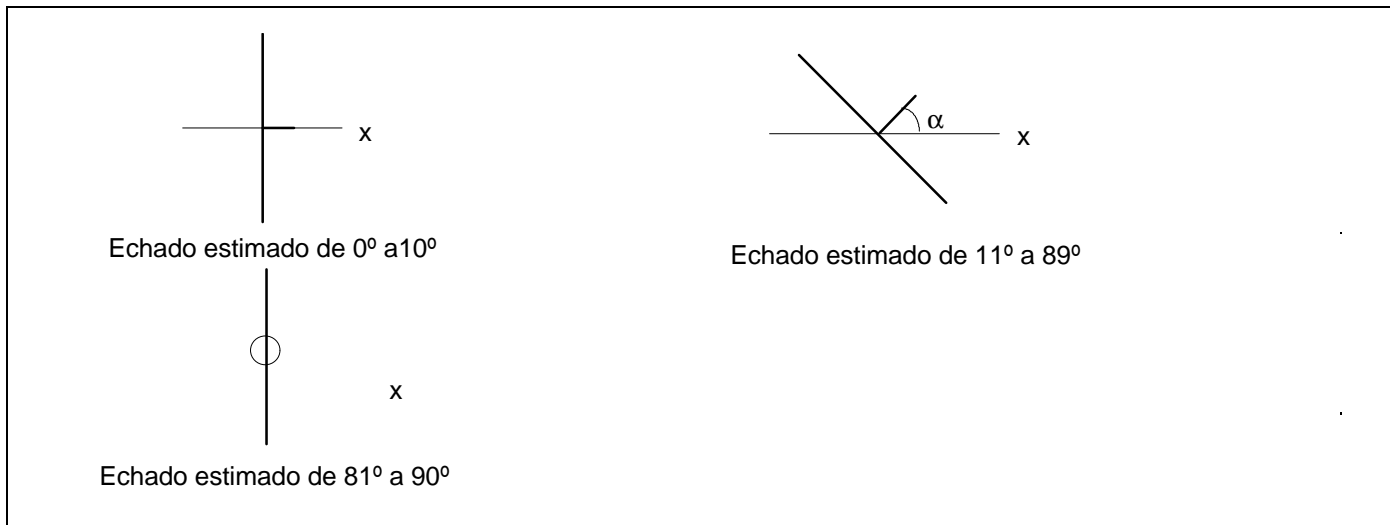 x
α
x
Echado estimado de 0º a10º
Echado estimado de 11º a 89º
x
Echado estimado de 81º a 90º